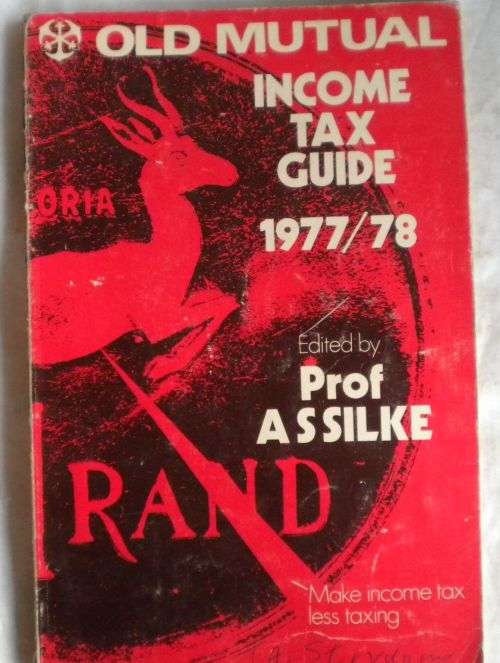 OLD MUTUAL
INCOME
TAX
GUIDE
1977/78
ORIA
Edited by
Prof
A S SILKE
RAND
Make income tax
less taxing